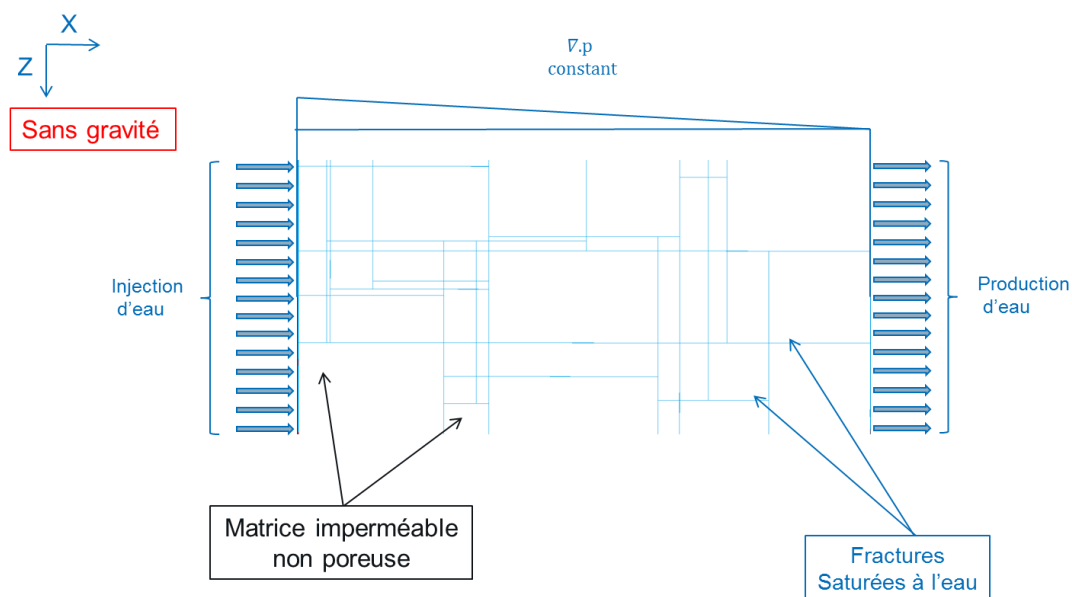 X
Z
Sans gravité
∇.p
constant
Injection
d'eau
Production
d'eau
Matrice imperméable
non poreuse
Fractures
Saturées à l'eau